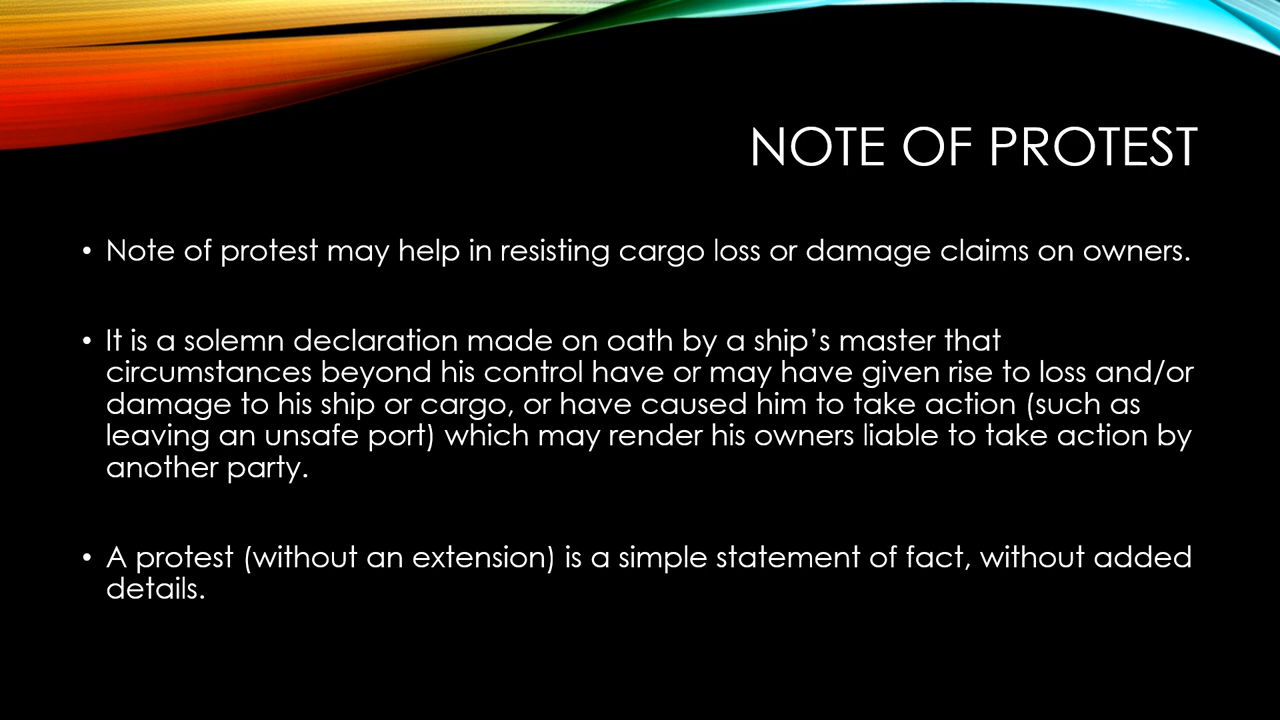 NOTE OF PROTEST
• Note of protest may help in resisting cargo loss or damage claims on owners.
• It is a solemn declaration made on oath by a ship’s master that
circumstances beyond his control have or may have given rise to loss and/or
damage to his ship or cargo, or have caused him to take action (such as
leaving an unsafe port) which may render his owners liable to take action by
another party.
• A protest (without an extension) is a simple statement of fact, without added
details.